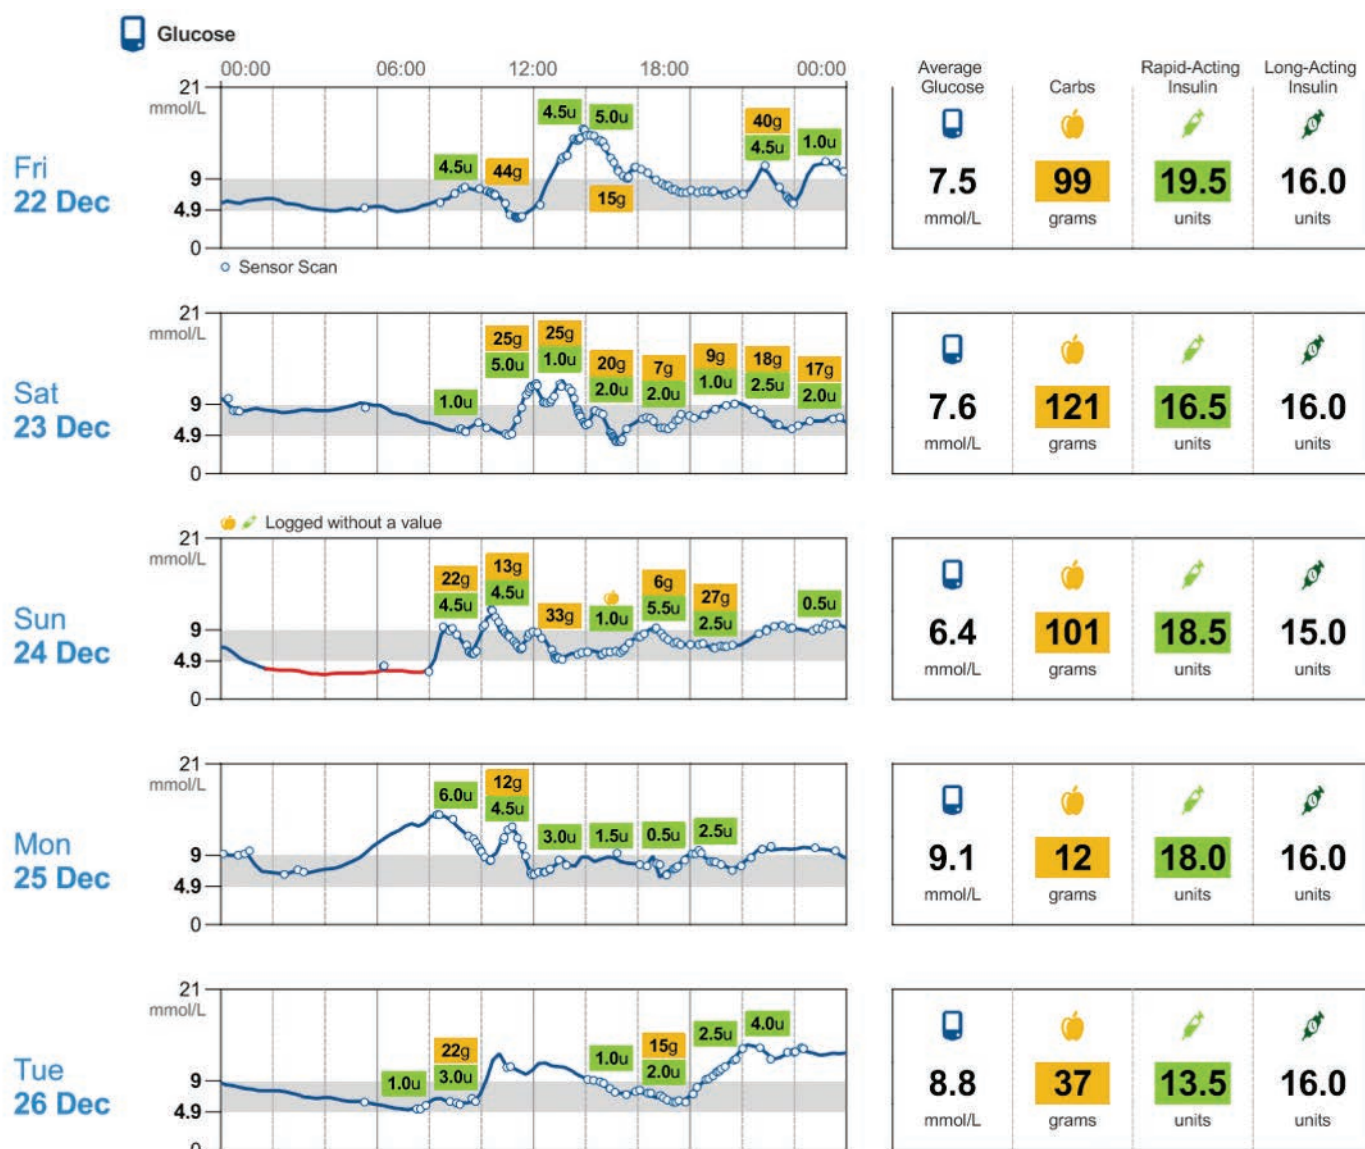 Glucose
00:00 06:00 12:00 18:00 00:00
Average Glucose Carbs Rapid-Acting Insulin Long-Acting Insulin
21
mmol/L
9
4.9
0
Fri
22 Dec
4.5u 44g 4.5u 5.0u 15g 40g 4.5u 1.0u
7.5 99 19.5 16.0
mmol/L grams units units
Sensor Scan
21
mmol/L
9
4.9
0
Sat
23 Dec
1.0u 25g 5.0u 25g 1.0u 20g 2.0u 7g 2.0u 9g 1.0u 18g 2.5u 17g 2.0u
7.6 121 16.5 16.0
mmol/L grams units units
Logged without a value
21
mmol/L
9
4.9
0
Sun
24 Dec
22g 4.5u 13g 4.5u 33g 1.0u 6g 5.5u 27g 2.5u 0.5u
6.4 101 18.5 15.0
mmol/L grams units units
21
mmol/L
9
4.9
0
Mon
25 Dec
6.0u 12g 4.5u 3.0u 1.5u 0.5u 2.5u
9.1 12 18.0 16.0
mmol/L grams units units
21
mmol/L
9
4.9
0
Tue
26 Dec
1.0u 22g 3.0u 1.0u 15g 2.0u 2.5u 4.0u
8.8 37 13.5 16.0
mmol/L grams units units